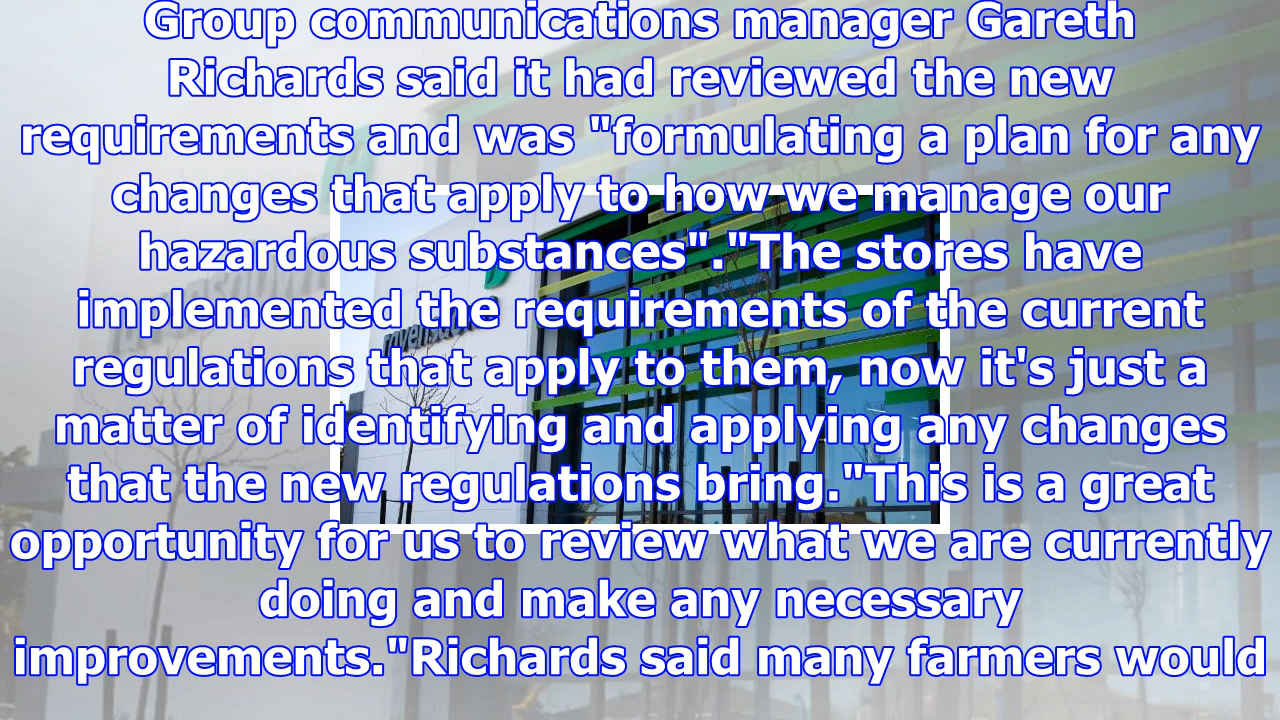 Group communications manager Gareth
Richards said it had reviewed the new
requirements and was "formulating a plan for any
changes that apply to how we manage our
hazardous substances"."The stores have
implemented the requirements of the current
regulations that apply to them, now it's just a
matter of identifying and applying any changes
that the new regulations bring."This is a great
opportunity for us to review what we are currently
doing and make any necessary
improvements."Richards said many farmers would